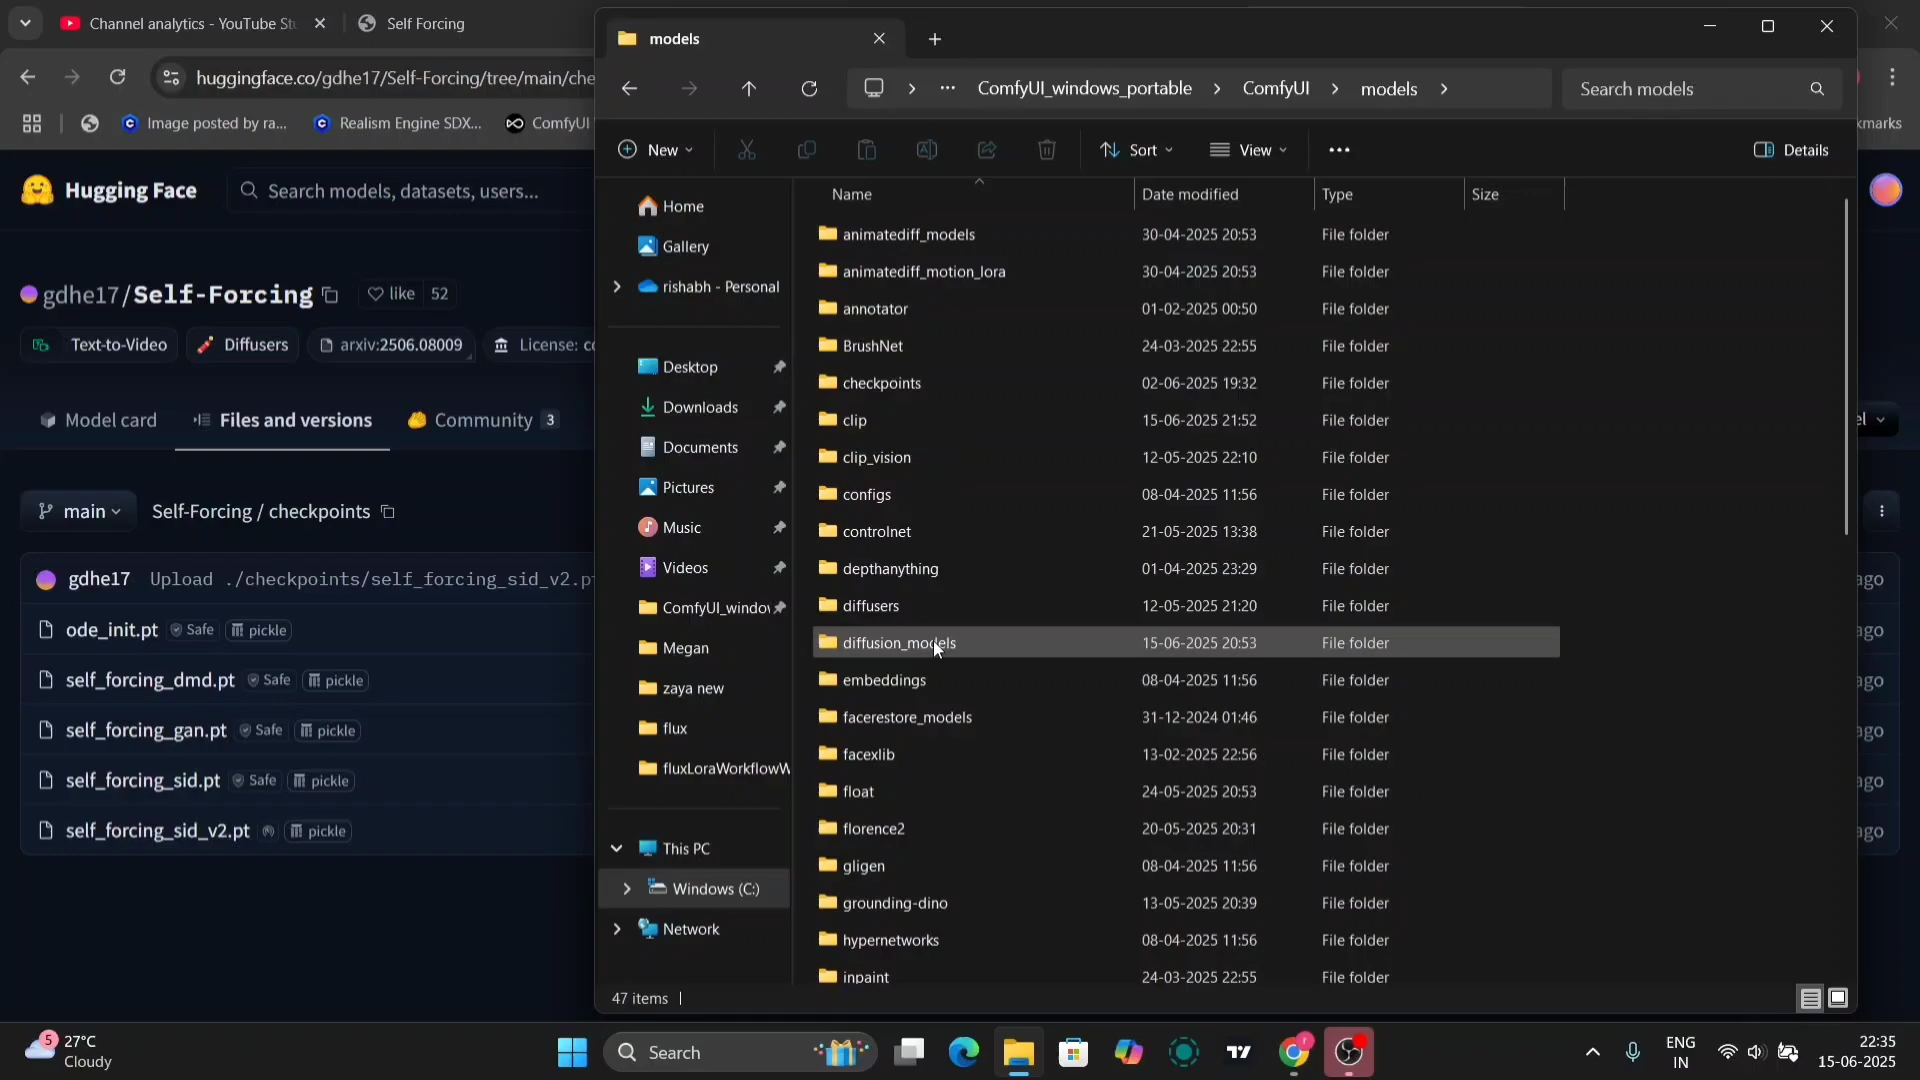 Channel analytics - YouTube St
Self Forcing
models
huggingface.co/gdhe17/Self-Forcing/tree/main/che
ComfyUI_windows_portable > ComfyUI > models >
Search models
Image posted by ra...
Realism Engine SDX...
ComfyUI
kmarks
New
Sort
View
Details
Hugging Face
Search models, datasets, users...
Name
Date modified
Type
Size
Home
Gallery
rishabh - Personal
Desktop
Downloads
Documents
Pictures
Music
Videos
ComfyUI_windov
Megan
zaya new
flux
fluxLoraWorkflowW
This PC
Windows (C:)
Network
animatediff_models 30-04-2025 20:53 File folder
animatediff_motion_lora 30-04-2025 20:53 File folder
annotator 01-02-2025 00:50 File folder
BrushNet 24-03-2025 22:55 File folder
checkpoints 02-06-2025 19:32 File folder
clip 15-06-2025 21:52 File folder
clip_vision 12-05-2025 22:10 File folder
configs 08-04-2025 11:56 File folder
controlnet 21-05-2025 13:38 File folder
depthanything 01-04-2025 23:29 File folder
diffusers 12-05-2025 21:20 File folder
diffusion_models 15-06-2025 20:53 File folder
embeddings 08-04-2025 11:56 File folder
facerestore_models 31-12-2024 01:46 File folder
facexlib 13-02-2025 22:56 File folder
float 24-05-2025 20:53 File folder
florence2 20-05-2025 20:31 File folder
gligen 08-04-2025 11:56 File folder
grounding-dino 13-05-2025 20:39 File folder
hypernetworks 08-04-2025 11:56 File folder
inpaint 24-03-2025 22:55 File folder
47 items
gdhe17/Self-Forcing
like 52
Text-to-Video
Diffusers
arxiv:2506.08009
License: cc
Model card
Files and versions
Community 3
el
main
Self-Forcing / checkpoints
gdhe17 Upload ./checkpoints/self_forcing_sid_v2.pt
ago
ode_init.pt Safe pickle
ago
self_forcing_dmd.pt Safe pickle
ago
self_forcing_gan.pt Safe pickle
ago
self_forcing_sid.pt Safe pickle
ago
self_forcing_sid_v2.pt pickle
ago
5
27°C
Cloudy
Search
ENG
IN
22:35
15-06-2025